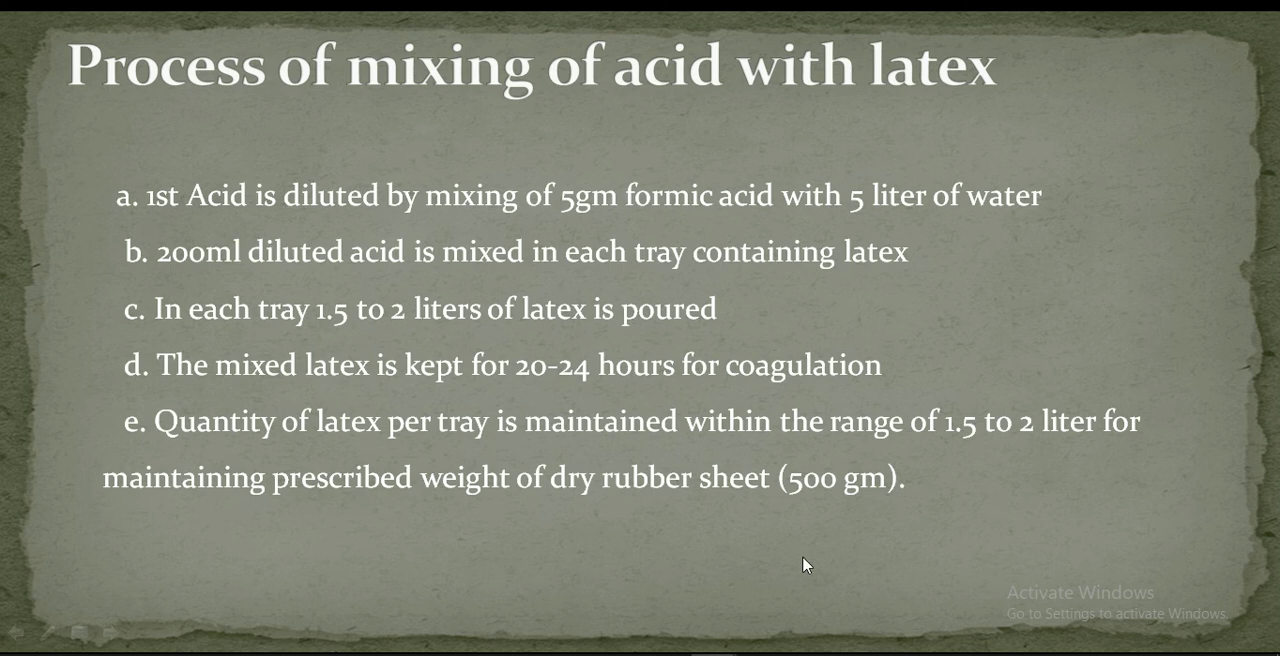 Process of mixing of acid with latex
a. 1st Acid is diluted by mixing of 5gm formic acid with 5 liter of water
b. 200ml diluted acid is mixed in each tray containing latex
c. In each tray 1.5 to 2 liters of latex is poured
d. The mixed latex is kept for 20-24 hours for coagulation
e. Quantity of latex per tray is maintained within the range of 1.5 to 2 liter for
maintaining prescribed weight of dry rubber sheet (500 gm).
Activate Windows
Go to Settings to activate Windows.